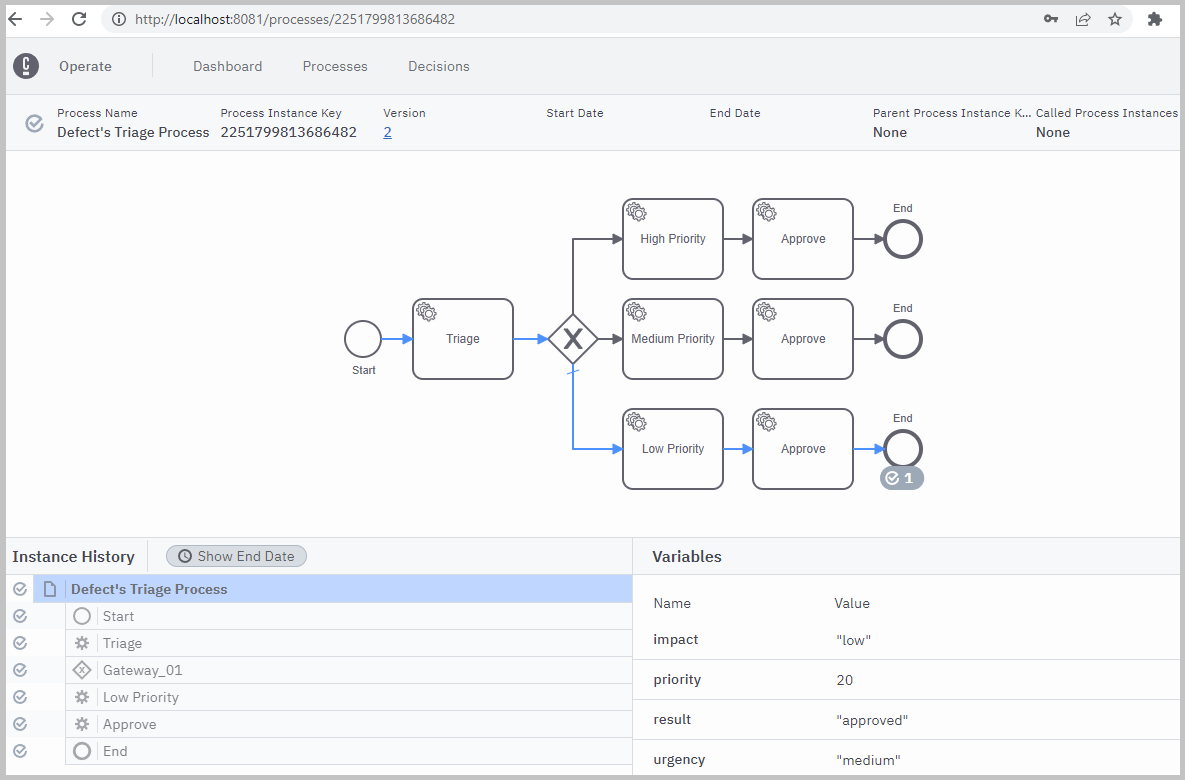 http://localhost:8081/processes/2251799813686482
Operate Dashboard Processes Decisions
Process Name Process Instance Key Version Start Date End Date Parent Process Instance K... Called Process Instances
Defect's Triage Process 2251799813686482 2 None None
End
High Priority Approve
End
Triage X Medium Priority Approve
Start
End
Low Priority Approve
1
Instance History Show End Date
Defect's Triage Process
Start
Triage
Gateway_01
Low Priority
Approve
End
Variables
Name Value
impact "low"
priority 20
result "approved"
urgency "medium"